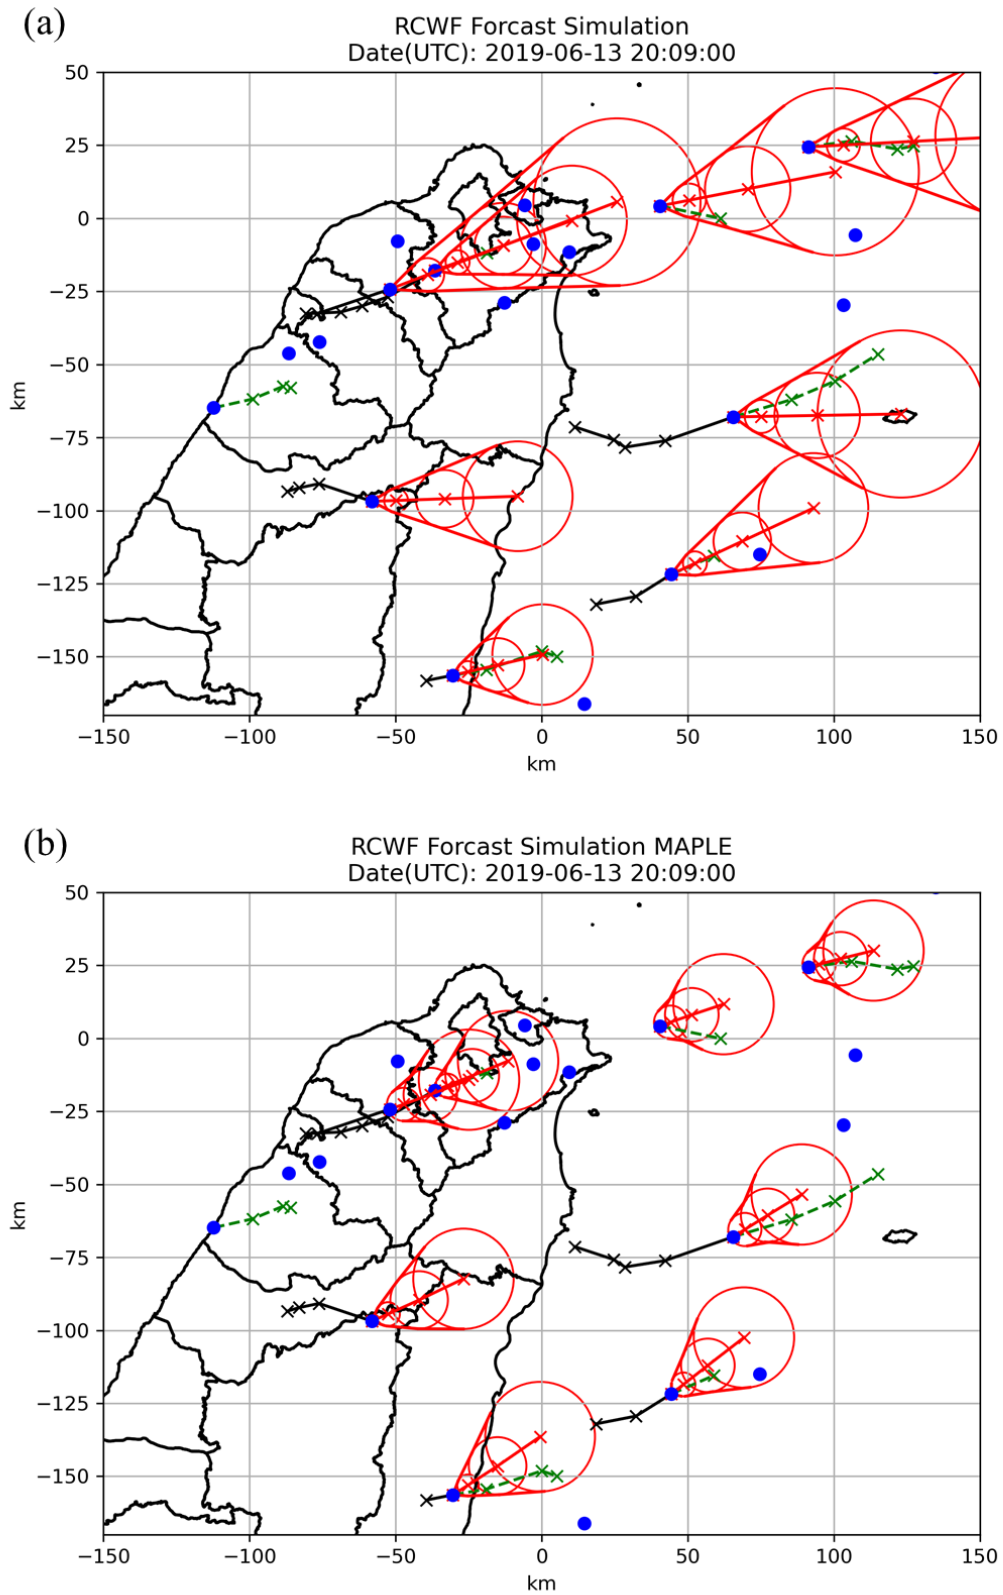 (a)
RCWF Forcast Simulation
Date(UTC): 2019-06-13 20:09:00
50
25
0
−25
−50
−75
−100
−125
−150
km
−150 −100 −50 0 50 100 150
km
(b)
RCWF Forcast Simulation MAPLE
Date(UTC): 2019-06-13 20:09:00
50
25
0
−25
−50
−75
−100
−125
−150
km
−150 −100 −50 0 50 100 150
km